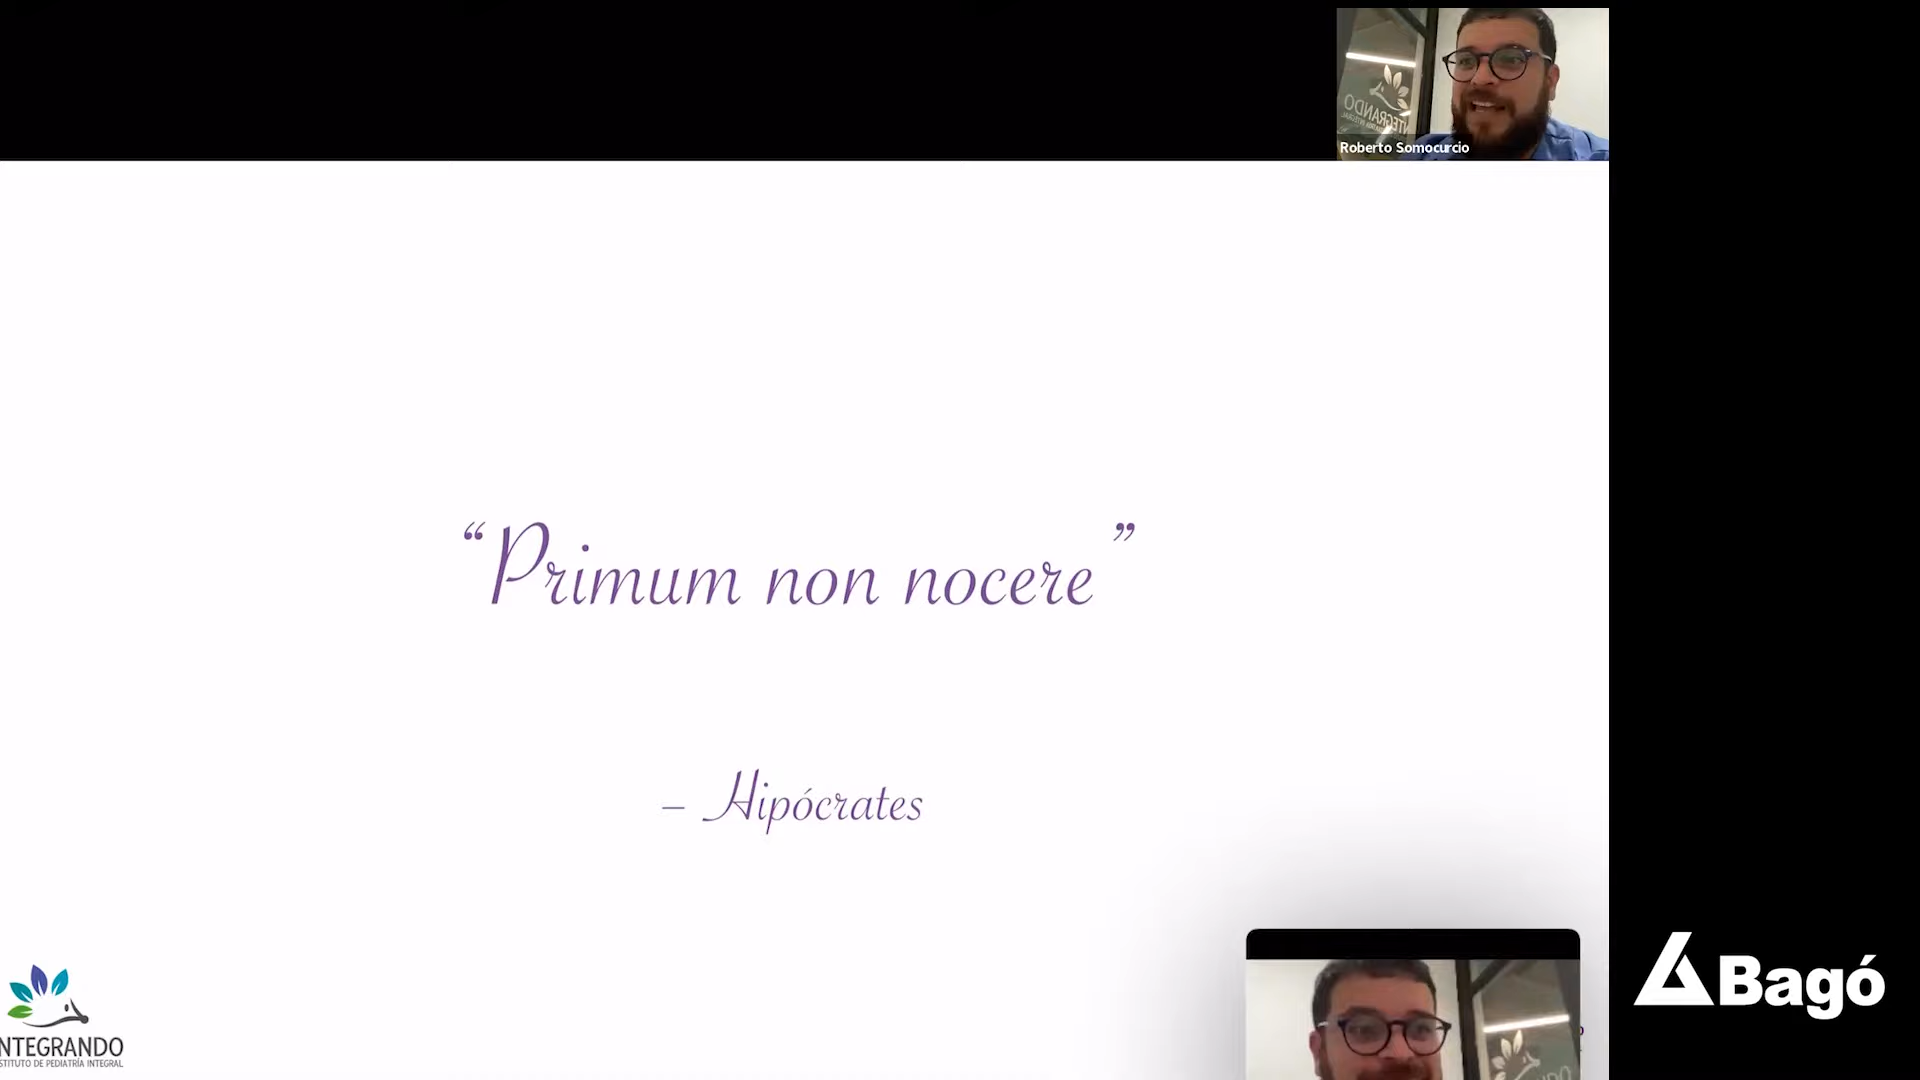 Roberto Somocurcio
“Primum non nocere”
– Hipócrates
NTEGRANDO
STITUTO DE PEDIATRÍA INTEGRAL
Bagó